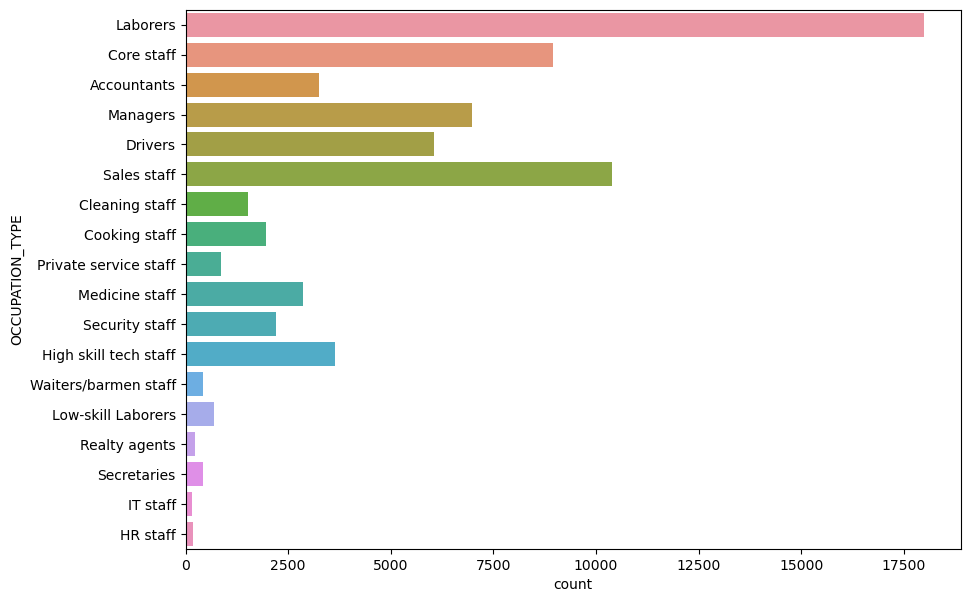 Laborers
Core staff
Accountants
Managers
Drivers
Sales staff
Cleaning staff
Cooking staff
Private service staff
Medicine staff
Security staff
High skill tech staff
Waiters/barmen staff
Low-skill Laborers
Realty agents
Secretaries
IT staff
HR staff
OCCUPATION_TYPE
0 2500 5000 7500 10000 12500 15000 17500
count